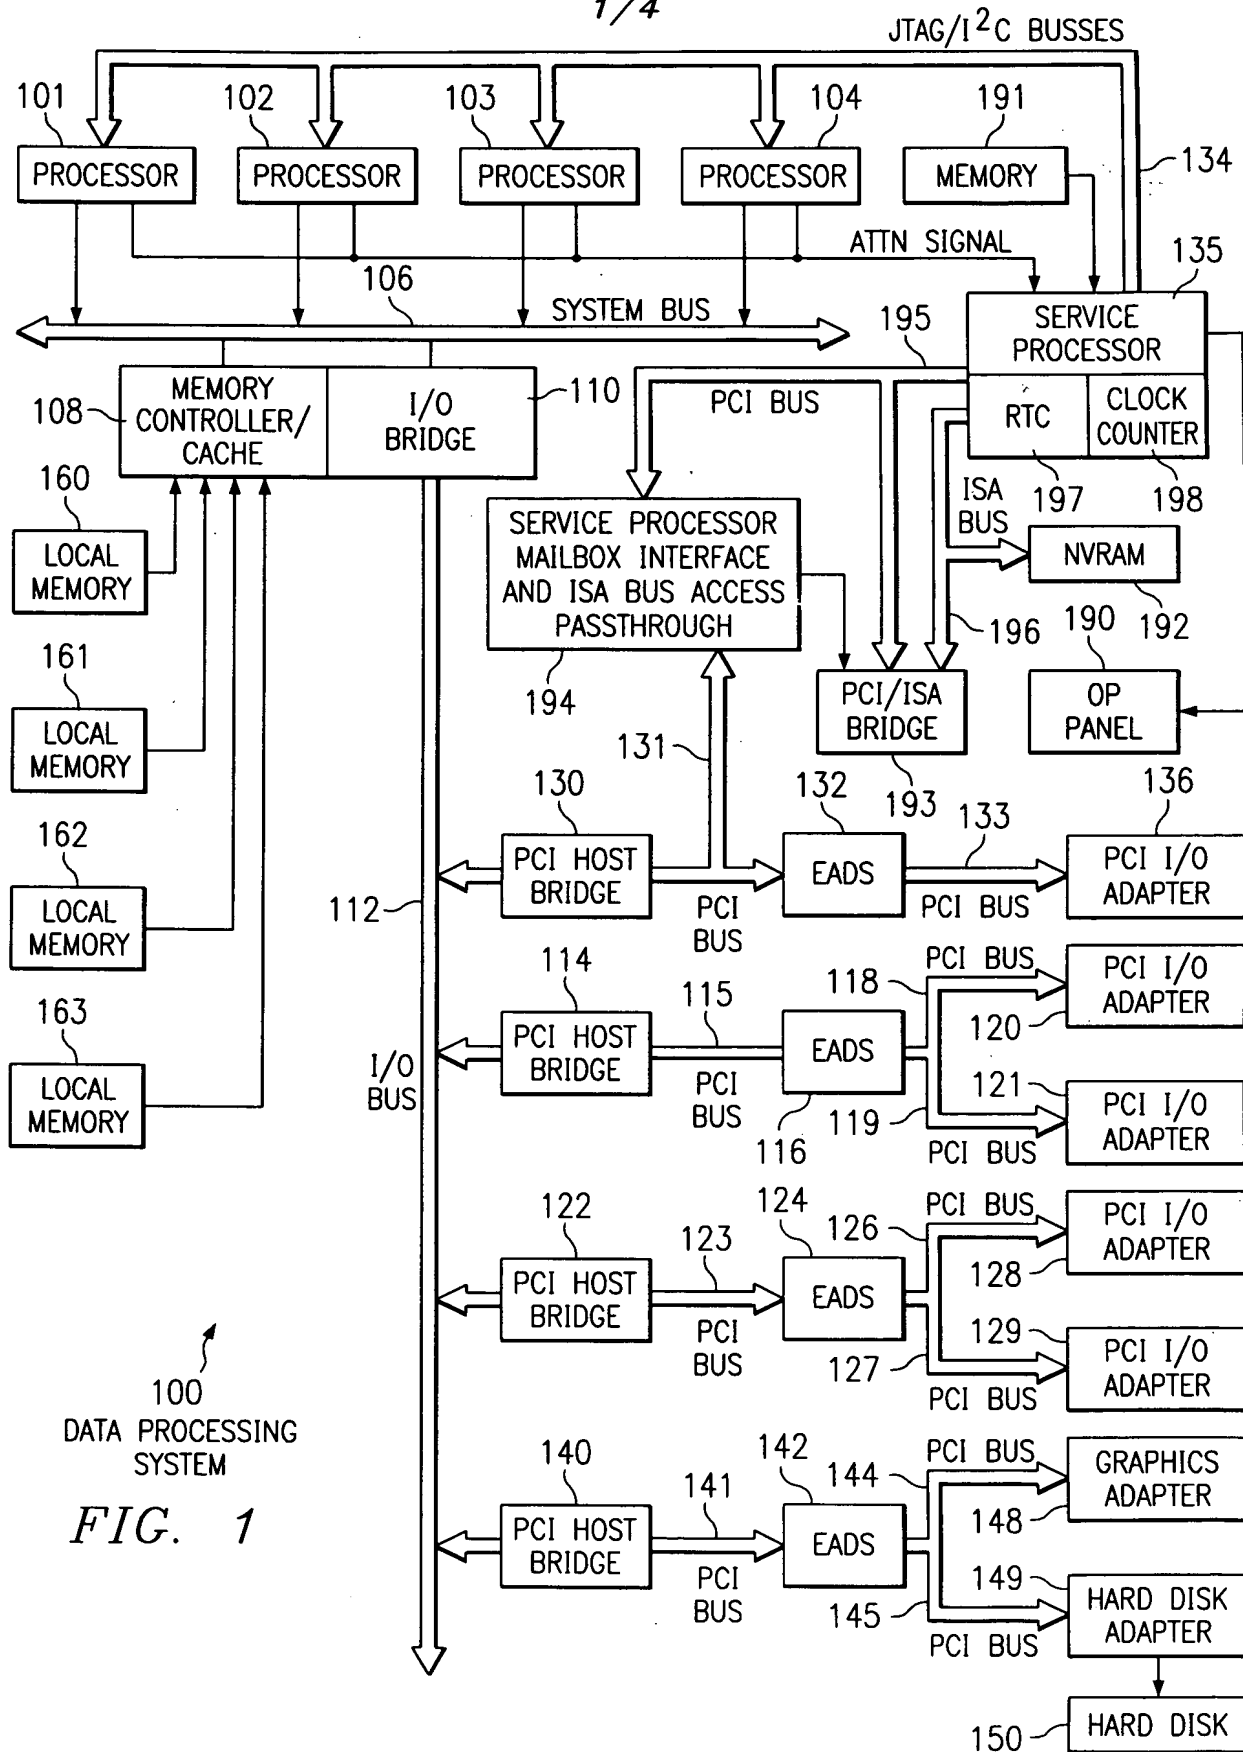 1/4
JTAG/I²C BUSSES
101
102
103
104
191
PROCESSOR
PROCESSOR
PROCESSOR
PROCESSOR
MEMORY
134
ATTN SIGNAL
135
106
SYSTEM BUS
195
SERVICE
PROCESSOR
108
MEMORY
CONTROLLER/
CACHE
I/O
BRIDGE
110
PCI BUS
RTC
CLOCK
COUNTER
160
LOCAL
MEMORY
SERVICE PROCESSOR
MAILBOX INTERFACE
AND ISA BUS ACCESS
PASSTHROUGH
ISA
BUS
197
198
NVRAM
192
196
190
161
LOCAL
MEMORY
194
PCI/ISA
BRIDGE
193
OP
PANEL
131
130
132
133
136
162
LOCAL
MEMORY
112
PCI HOST
BRIDGE
PCI
BUS
EADS
PCI BUS
PCI I/O
ADAPTER
163
LOCAL
MEMORY
I/O
BUS
114
PCI HOST
BRIDGE
115
PCI
BUS
EADS
116
PCI BUS
118
PCI I/O
ADAPTER
120
119
PCI BUS
121
PCI I/O
ADAPTER
122
PCI HOST
BRIDGE
123
PCI
BUS
124
EADS
PCI BUS
126
PCI I/O
ADAPTER
128
127
PCI BUS
129
PCI I/O
ADAPTER
100
DATA PROCESSING
SYSTEM
FIG. 1
140
PCI HOST
BRIDGE
141
PCI
BUS
142
EADS
PCI BUS
144
GRAPHICS
ADAPTER
148
145
PCI BUS
149
HARD DISK
ADAPTER
150
HARD DISK